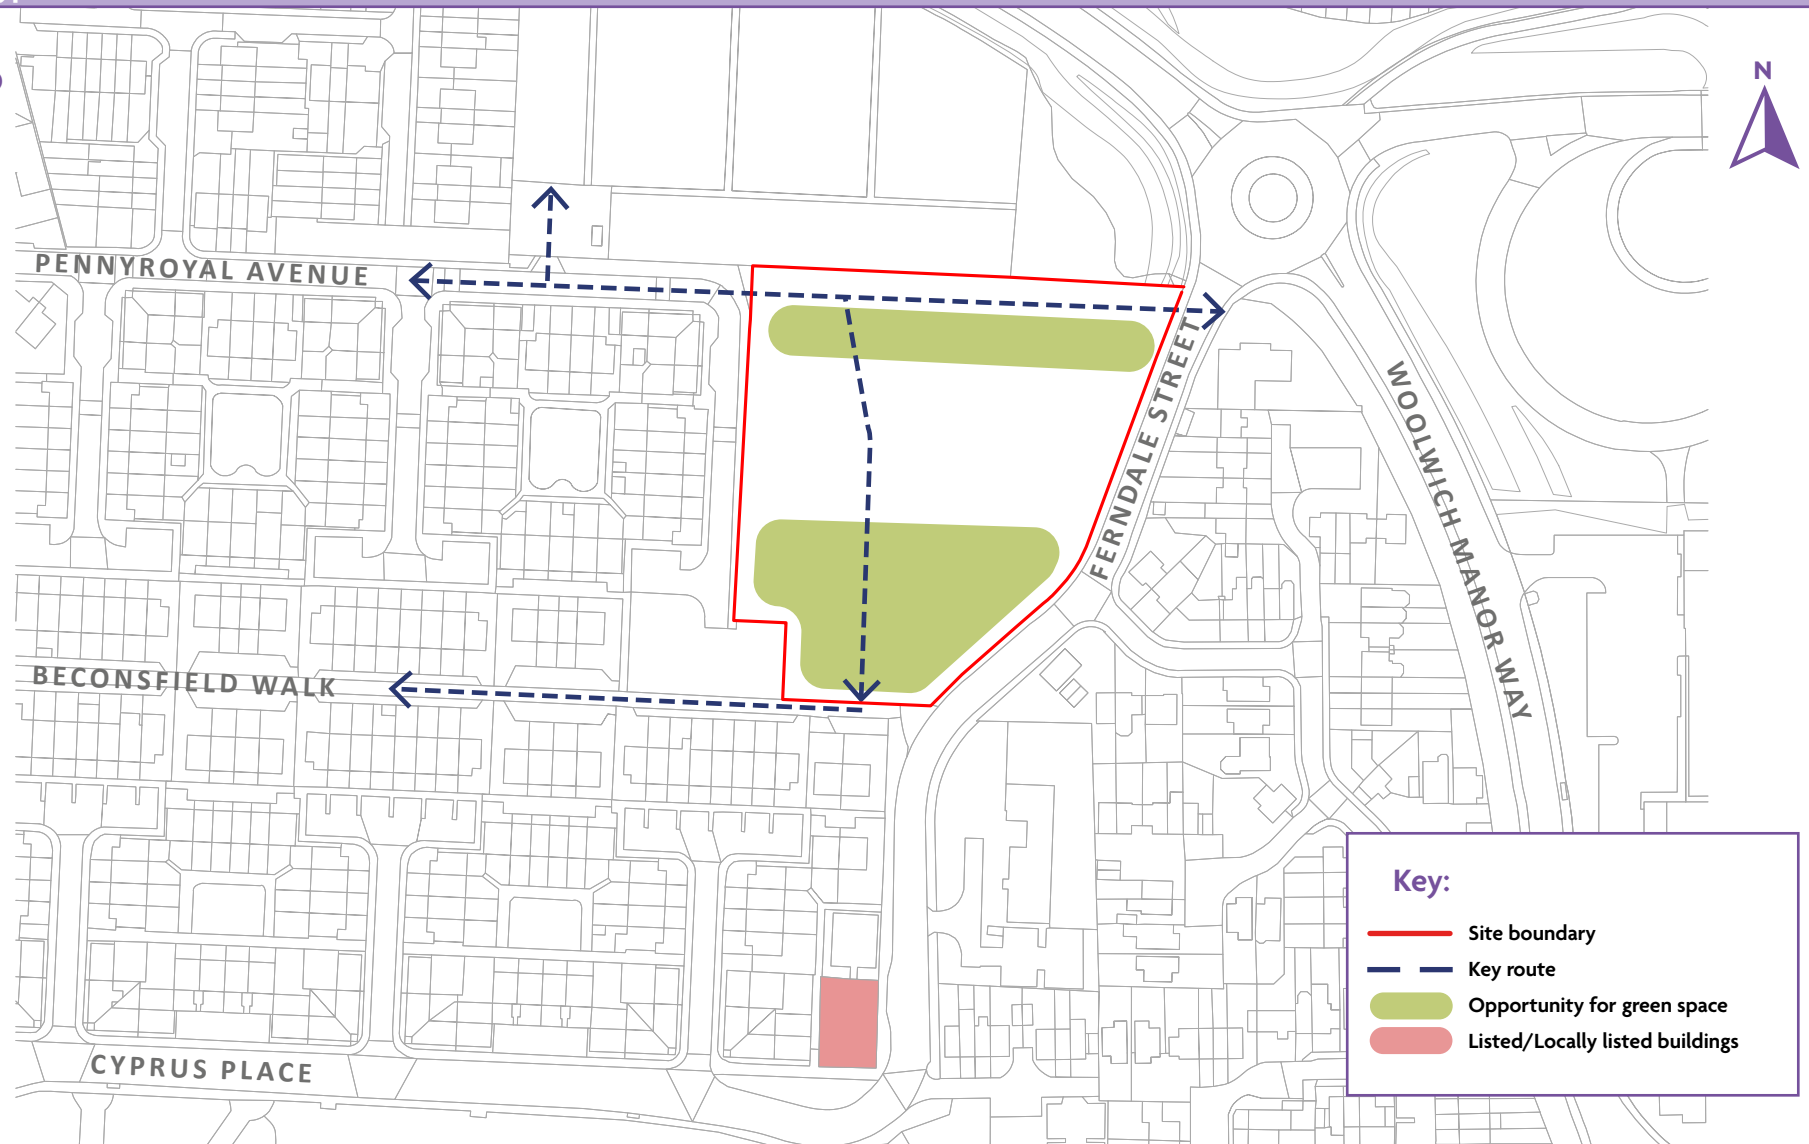 N
PENNYROYAL AVENUE
FERNDALE STREET
WOOLWICH MANOR WAY
BECONSFIELD WALK
CYPRUS PLACE
Key:
Site boundary
Key route
Opportunity for green space
Listed/Locally listed buildings